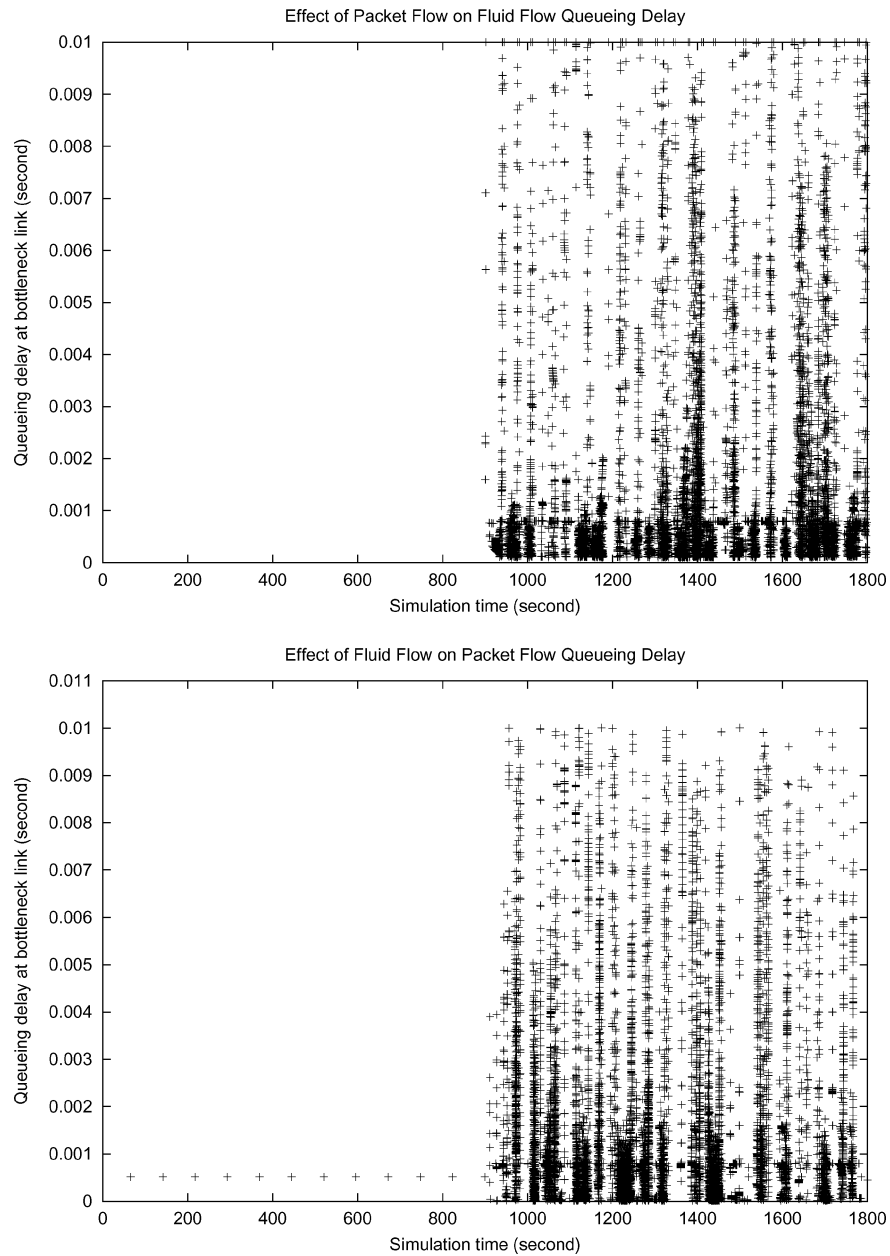 Effect of Packet Flow on Fluid Flow Queueing Delay
0.01
0.009
0.008
0.007
0.006
0.005
0.004
0.003
0.002
0.001
0
Queueing delay at bottleneck link (second)
0 200 400 600 800 1000 1200 1400 1600 1800
Simulation time (second)
Effect of Fluid Flow on Packet Flow Queueing Delay
0.011
0.01
0.009
0.008
0.007
0.006
0.005
0.004
0.003
0.002
0.001
0
Queueing delay at bottleneck link (second)
0 200 400 600 800 1000 1200 1400 1600 1800
Simulation time (second)